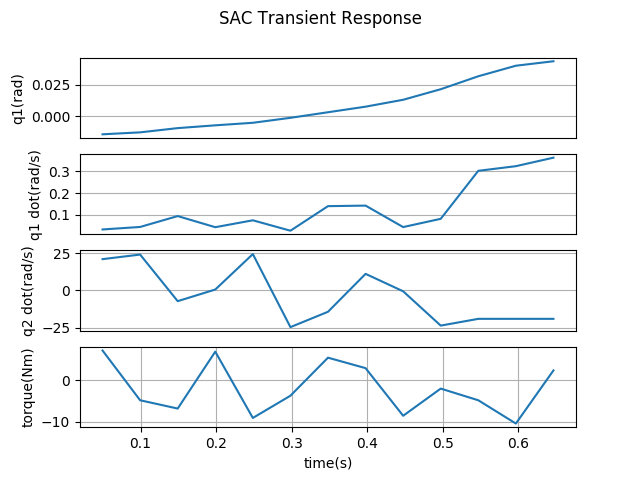 SAC Transient Response
q1(rad)
0.025
0.000
q1 dot(rad/s)
0.3
0.2
0.1
q2 dot(rad/s)
25
0
−25
torque(Nm)
0
−10
0.1 0.2 0.3 0.4 0.5 0.6
time(s)